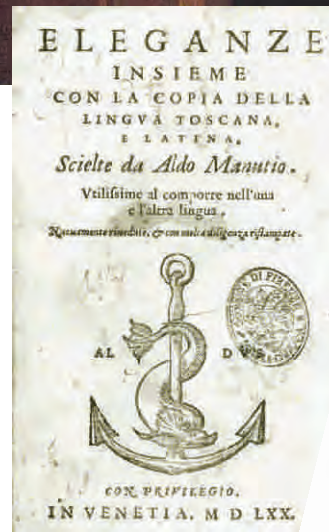 ELEGANZE
INSIEME
CON LA COPIA DELLA
LINGVA TOSCANA,
E LATINA,
Scielte da Aldo Manutio.
Vtilissime al comporre nell'una
e l'altra lingua.
Nuouamente rivedute, & con molta diligenza ristampate.
AL DVS
CON PRIVILEGIO.
IN VENETIA, M D LXX.